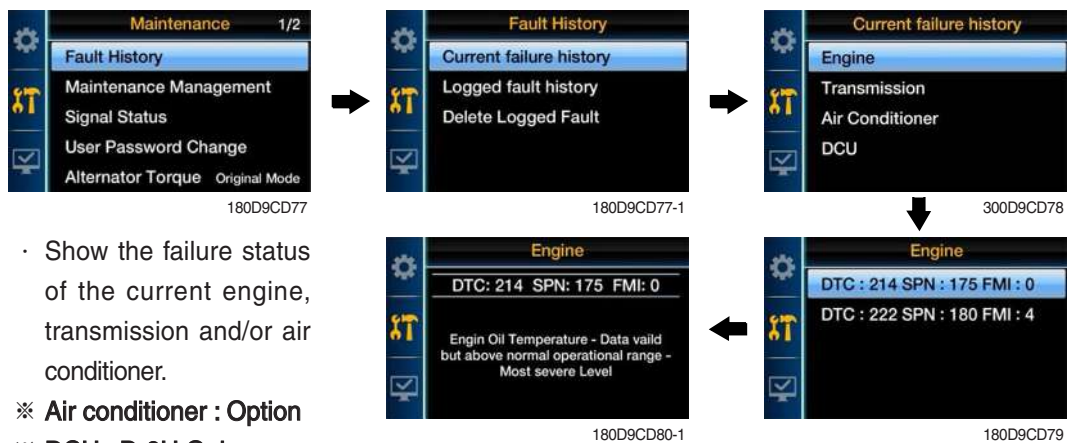 Maintenance 1/2
Fault History
Maintenance Management
Signal Status
User Password Change
Alternator Torque Original Mode
180D9CD77
Fault History
Current failure history
Logged fault history
Delete Logged Fault
180D9CD77-1
Current failure history
Engine
Transmission
Air Conditioner
DCU
300D9CD78
Engine
DTC : 214 SPN : 175 FMI : 0
DTC : 222 SPN : 180 FMI : 4
180D9CD79
Engine
DTC: 214 SPN: 175 FMI: 0
Engin Oil Temperature - Data vaild
but above normal operational range -
Most severe Level
180D9CD80-1
· Show the failure status
of the current engine,
transmission and/or air
conditioner.
※ Air conditioner : Option